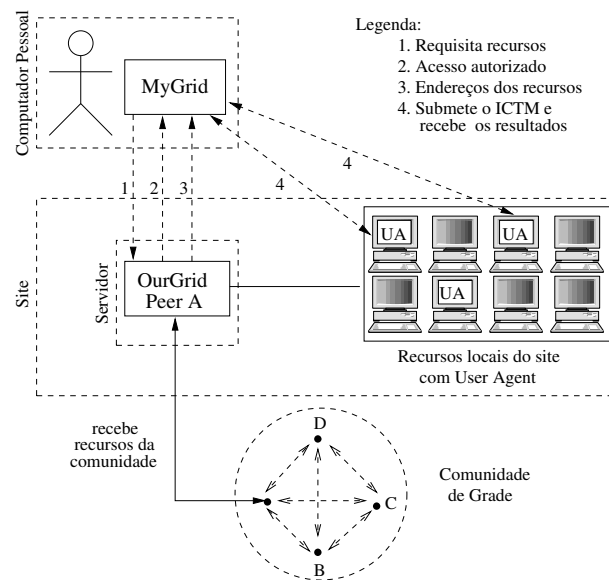 Legenda:
1. Requisita recursos
2. Acesso autorizado
3. Endereços dos recursos
4. Submete o ICTM e
recebe os resultados
Computador Pessoal
MyGrid
1
2
3
4
4
Site
Servidor
OurGrid
Peer A
UA
UA
UA
Recursos locais do site
com User Agent
recebe
recursos da
comunidade
D
C
B
Comunidade
de Grade